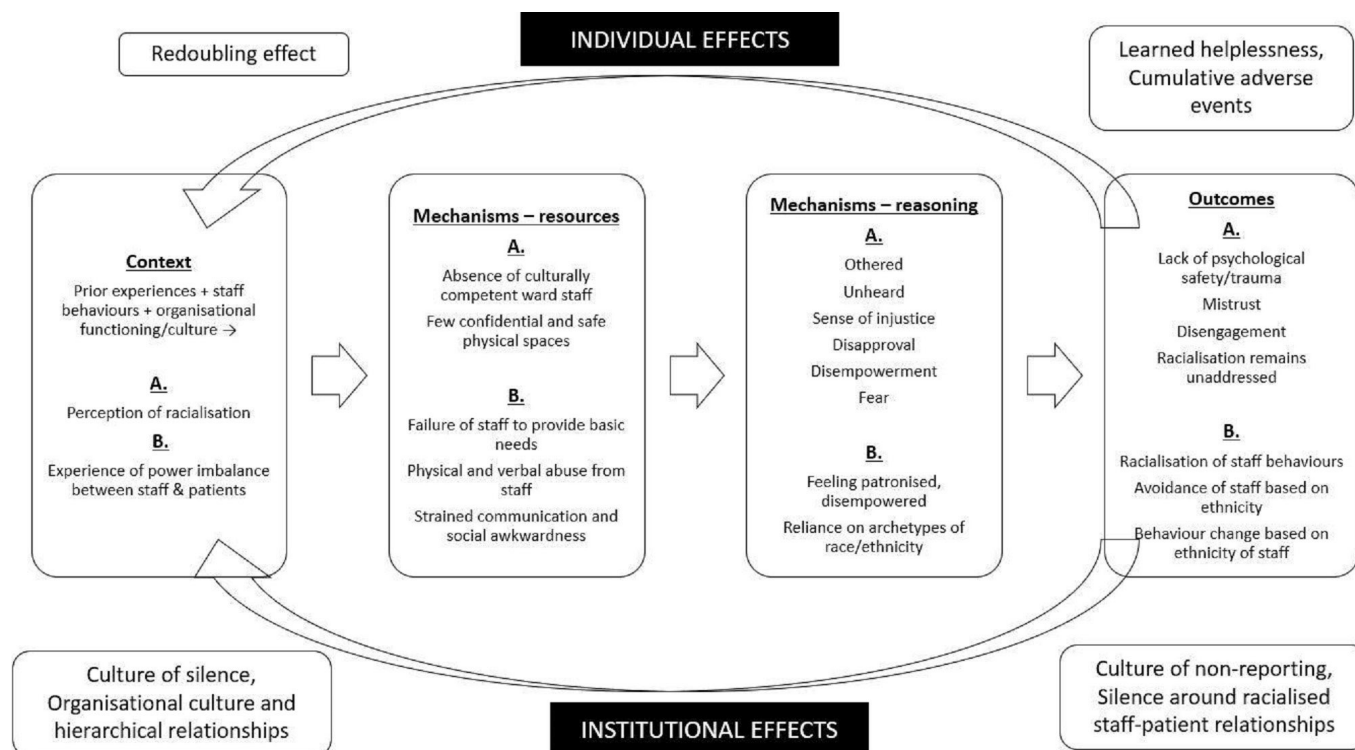 Redoubling effect
INDIVIDUAL EFFECTS
Learned helplessness,
Cumulative adverse
events
Context
Prior experiences + staff
behaviours + organisational
functioning/culture →
A.
Perception of racialisation
B.
Experience of power imbalance
between staff & patients
Mechanisms – resources
A.
Absence of culturally
competent ward staff
Few confidential and safe
physical spaces
B.
Failure of staff to provide basic
needs
Physical and verbal abuse from
staff
Strained communication and
social awkwardness
Mechanisms – reasoning
A.
Othered
Unheard
Sense of injustice
Disapproval
Disempowerment
Fear
B.
Feeling patronised,
disempowered
Reliance on archetypes of
race/ethnicity
Outcomes
A.
Lack of psychological
safety/trauma
Mistrust
Disengagement
Racialisation remains
unaddressed
B.
Racialisation of staff behaviours
Avoidance of staff based on
ethnicity
Behaviour change based on
ethnicity of staff
Culture of silence,
Organisational culture and
hierarchical relationships
INSTITUTIONAL EFFECTS
Culture of non-reporting,
Silence around racialised
staff-patient relationships